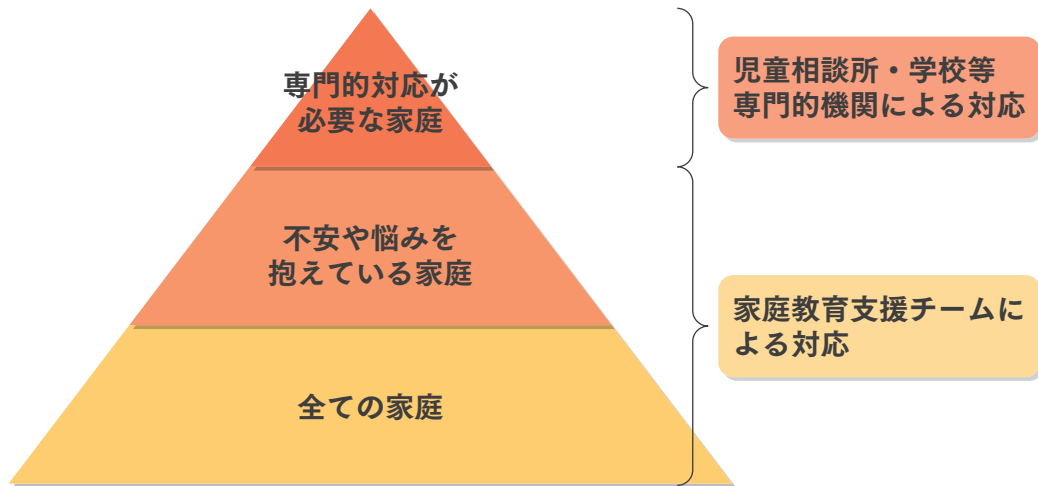 専門的対応が
必要な家庭
児童相談所・学校等
専門的機関による対応
不安や悩みを
抱えている家庭
家庭教育支援チームに
よる対応
全ての家庭